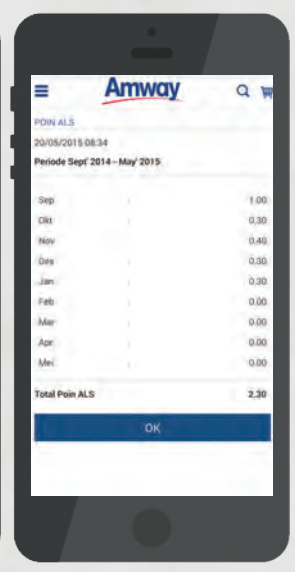 Amway
POIN ALS
20/05/2015 08:34
Periode Sept' 2014 - May' 2015
Sep : 1.00
Okt : 0.30
Nov : 0.40
Des : 0.30
Jan : 0.30
Feb : 0.00
Mar : 0.00
Apr : 0.00
Mei : 0.00
Total Poin ALS 2.30
OK